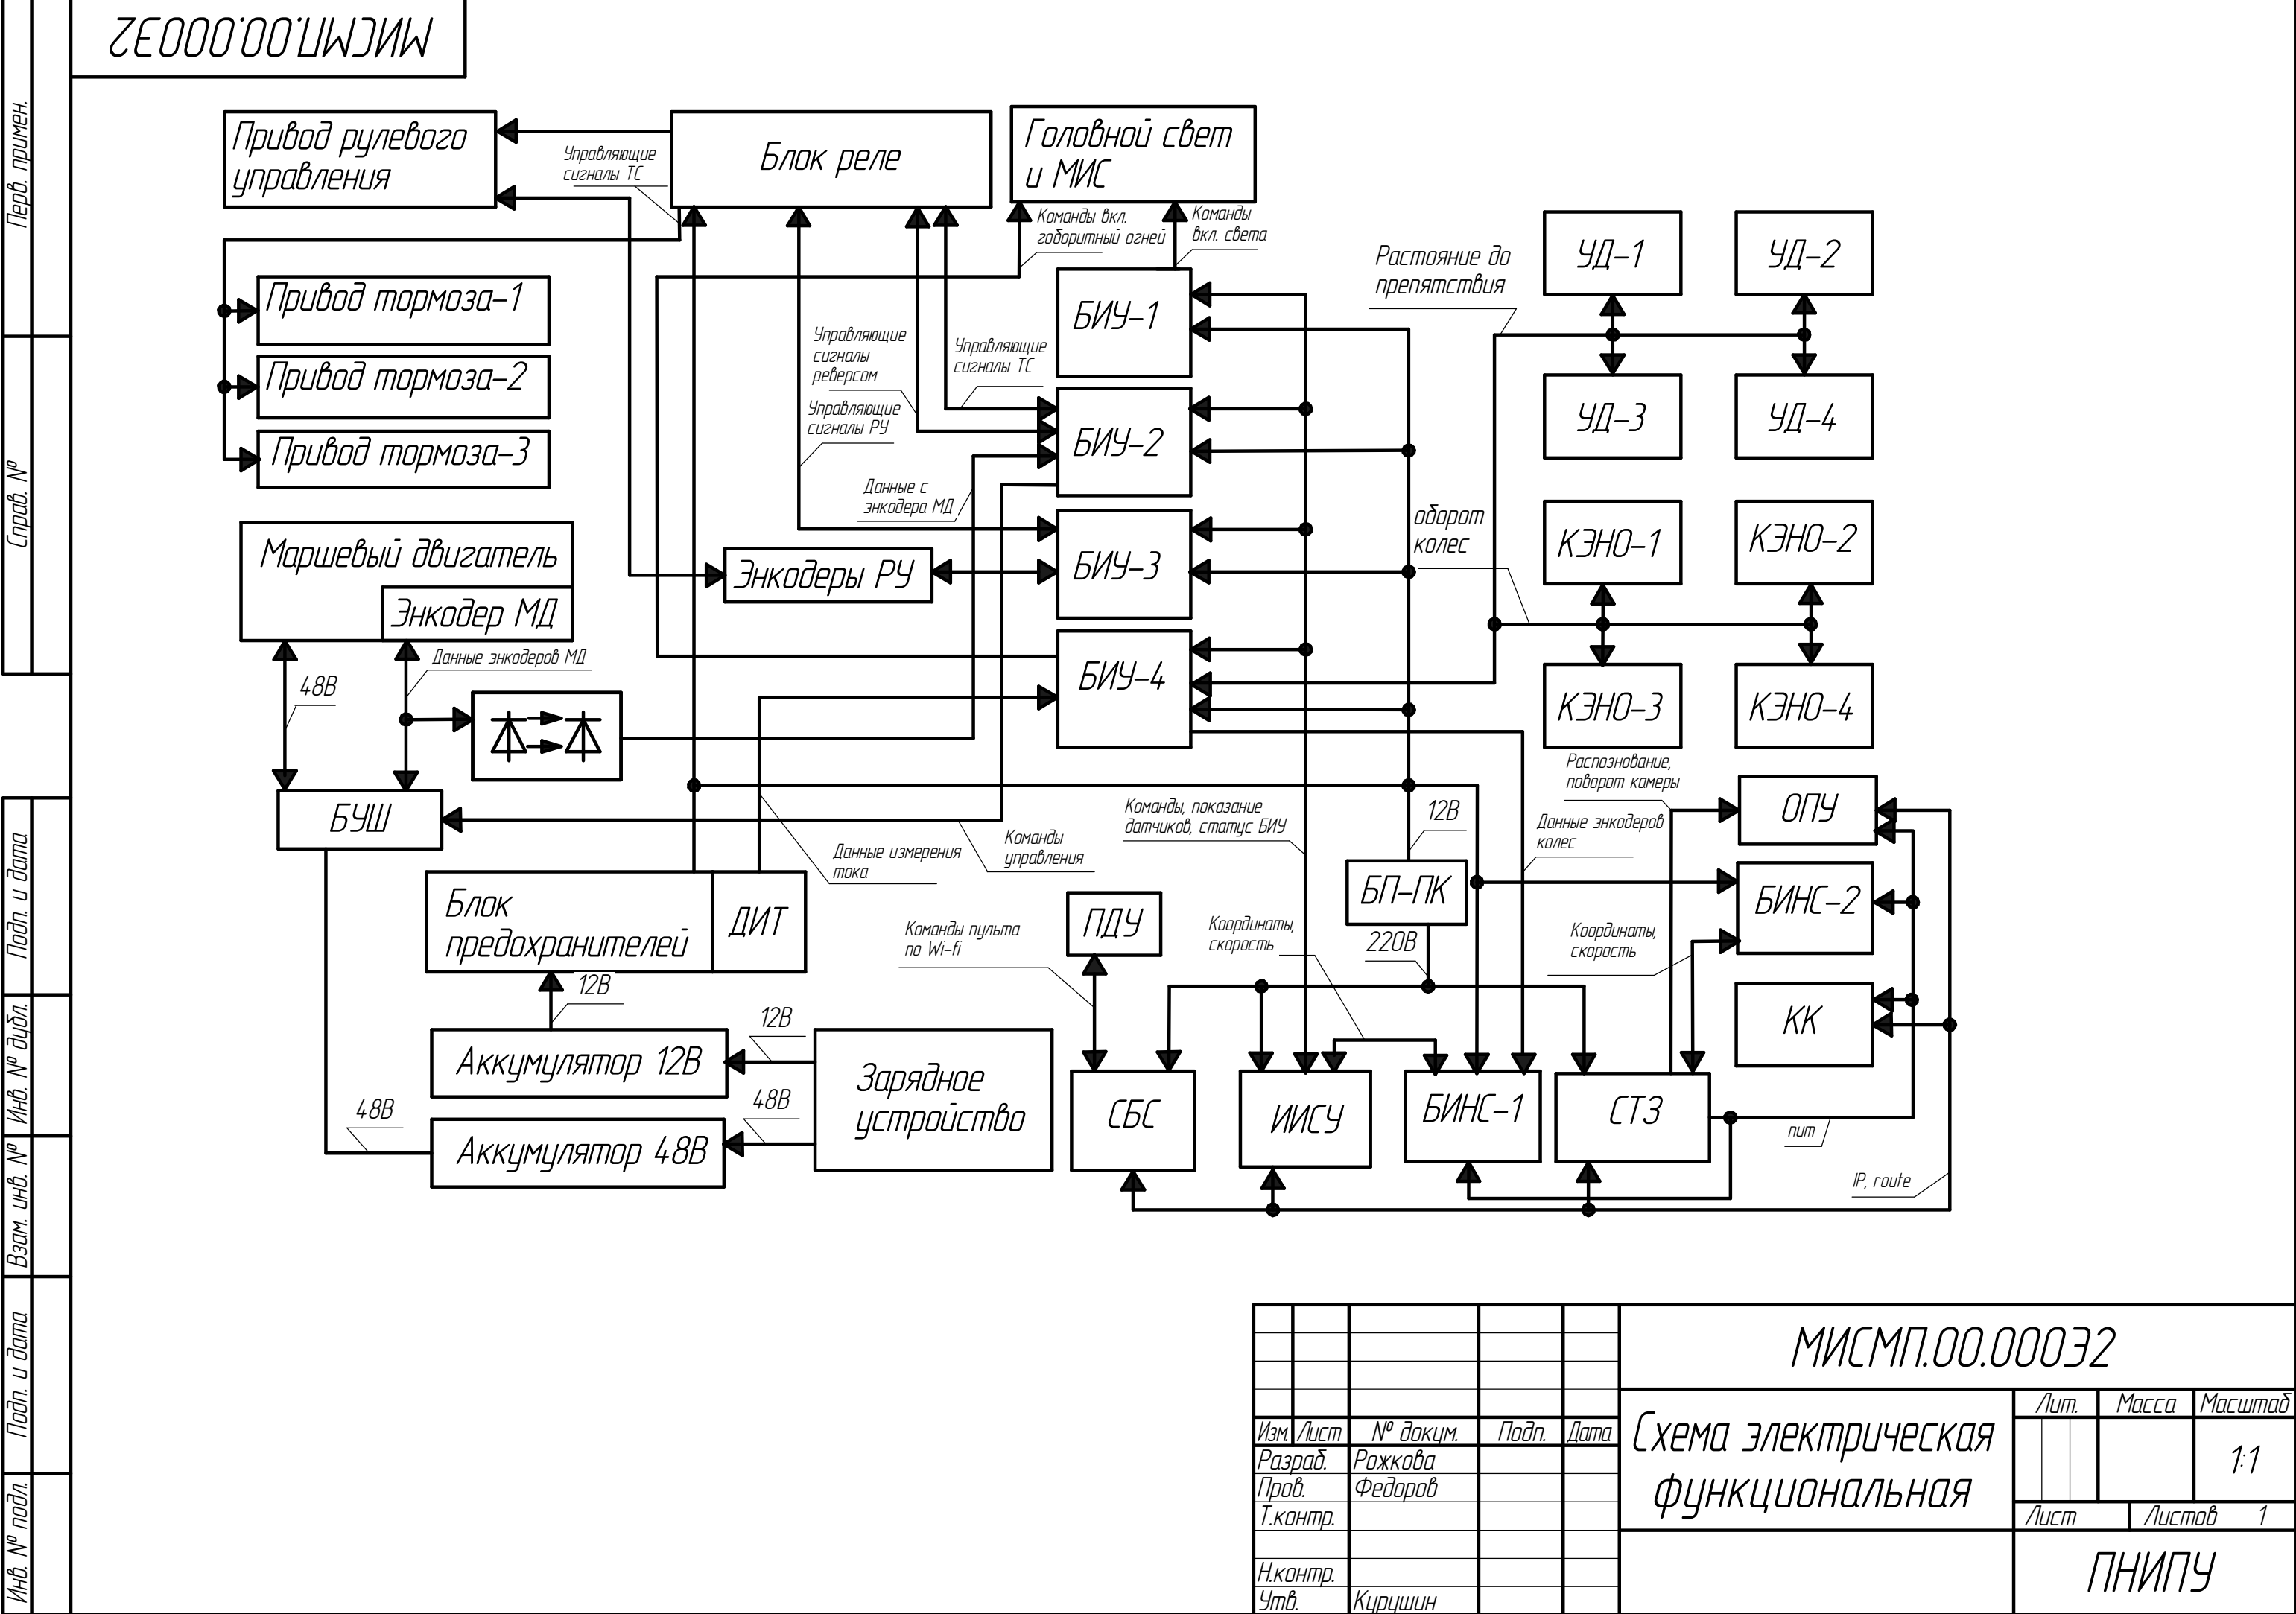 МИСМП.00.000Э2
Перв. примен.
Справ. №
Подп. и дата
Инв. № дубл.
Взам. инв. №
Подп. и дата
Инв. № подл.
Привод рулевого
управления
Управляющие
сигналы ТС
Блок реле
Головной свет
и МИС
Команды вкл.
гоборитный огней
Команды
вкл. света
Привод тормоза-1
Привод тормоза-2
Привод тормоза-3
Управляющие
сигналы
реверсом
Управляющие
сигналы РУ
Управляющие
сигналы ТС
Данные с
энкодера МД
БИУ-1
БИУ-2
БИУ-3
БИУ-4
Растояние до
препятствия
УД-1
УД-2
УД-3
УД-4
оборот
колес
КЭНО-1
КЭНО-2
КЭНО-3
КЭНО-4
Маршевый двигатель
Энкодер МД
Энкодеры РУ
Данные энкодеров МД
48В
БУШ
Команды
управления
Данные измерения
тока
Команды, показание
датчиков, статус БИУ
12В
Данные энкодеров
колес
Распознование,
поворот камеры
ОПУ
Блок
предохранителей
ДИТ
12В
Команды пульта
по Wi-fi
ПДУ
Координаты,
скорость
БП-ПК
220В
Координаты,
скорость
БИНС-2
КК
Аккумулятор 12В
12В
Зарядное
устройство
48В
48В
Аккумулятор 48В
СБС
ИИСУ
БИНС-1
СТЗ
пит
IP, route
МИСМП.00.000Э2
Изм. Лист № докум. Подп. Дата
Разраб. Рожкова
Пров. Федоров
Т.контр.
Н.контр.
Утв. Курушин
Схема электрическая
функциональная
Лит. Масса Масштаб
1:1
Лист Листов 1
ПНИПУ